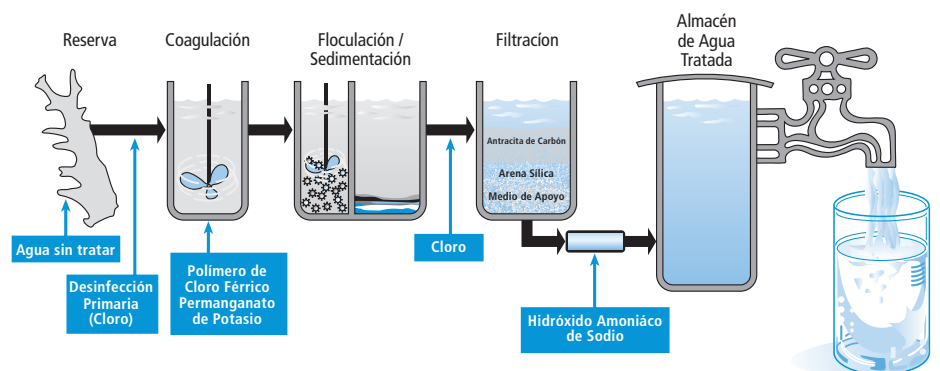 Reserva
Coagulación
Floculación /
Sedimentación
Filtracíon
Almacén
de Agua
Tratada
Antracita de Carbón
Arena Sílica
Medio de Apoyo
Agua sin tratar
Desinfección
Primaria
(Cloro)
Polímero de
Cloro Férrico
Permanganato
de Potasio
Cloro
Hidróxido Amoniáco
de Sodio